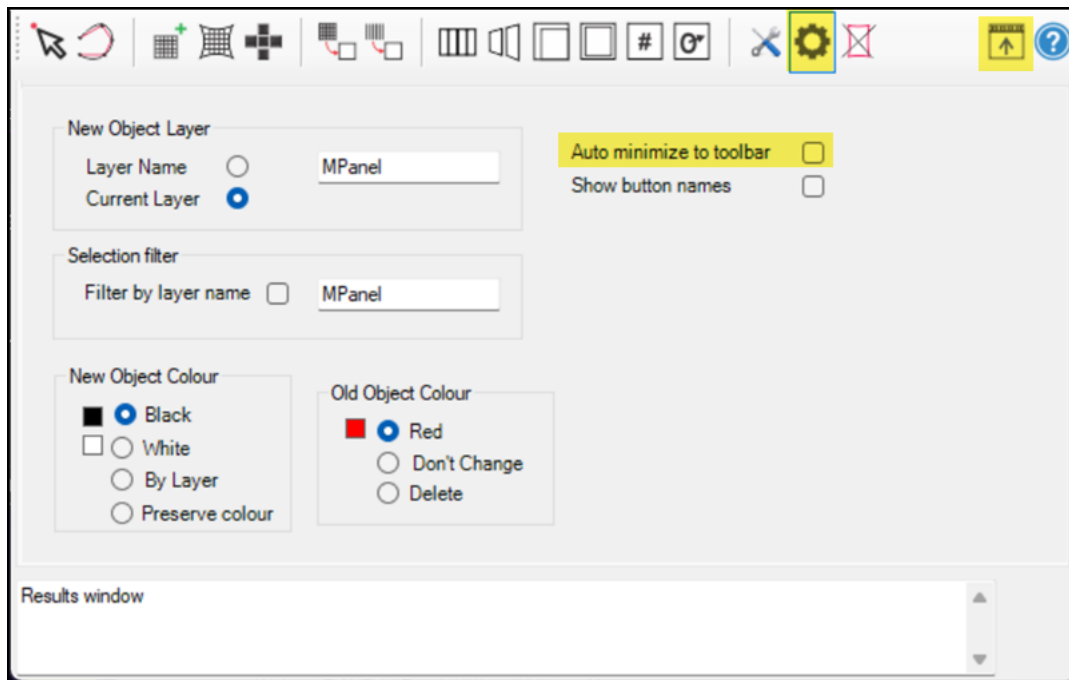 #
?
New Object Layer
Layer Name
MPanel
Current Layer
Auto minimize to toolbar
Show button names
Selection filter
Filter by layer name
MPanel
New Object Colour
Black
White
By Layer
Preserve colour
Old Object Colour
Red
Don't Change
Delete
Results window